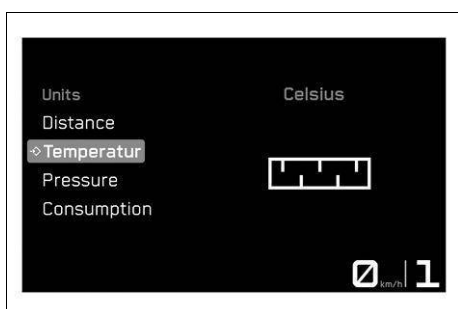 Units
Celsius
Distance
Temperatur
Pressure
Consumption
0 km/h 1